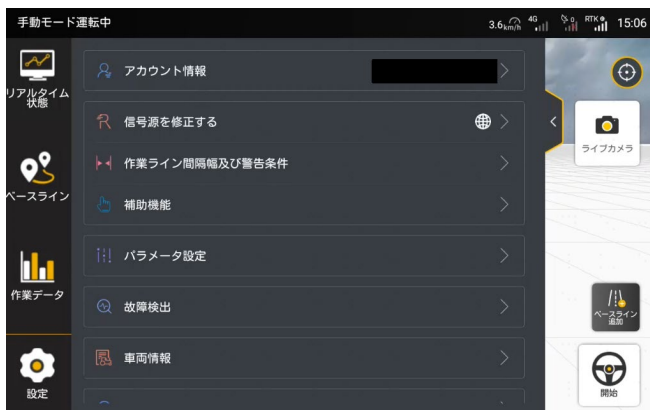 手動モード運転中
3.6km/h
4G
0
RTK
15:06
リアルタイム
状態
ベースライン
作業データ
設定
アカウント情報
信号源を修正する
作業ライン間隔幅及び警告条件
補助機能
パラメータ設定
故障検出
車両情報
ライブカメラ
ベースライン
追加
開始